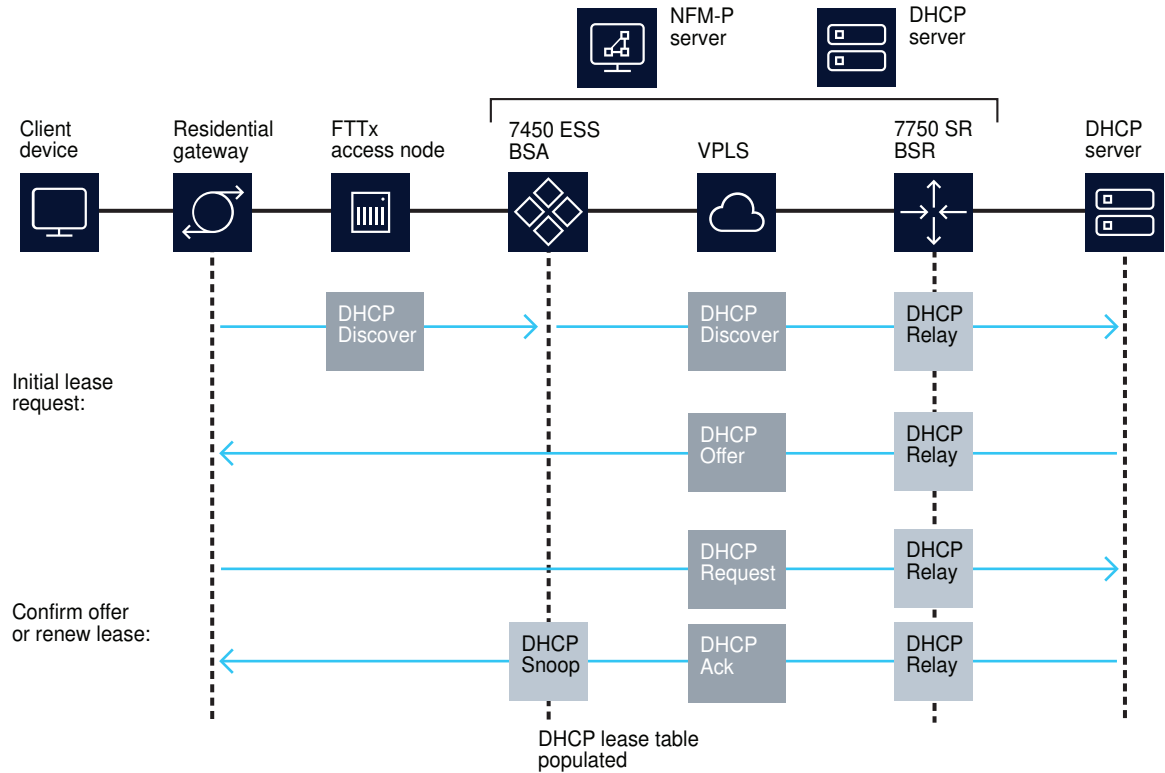 NFM-P
server
DHCP
server
Client
device
Residential
gateway
FTTx
access node
7450 ESS
BSA
VPLS
7750 SR
BSR
DHCP
server
DHCP
Discover
DHCP
Discover
DHCP
Relay
Initial lease
request:
DHCP
Offer
DHCP
Relay
DHCP
Request
DHCP
Relay
Confirm offer
or renew lease:
DHCP
Snoop
DHCP
Ack
DHCP
Relay
DHCP lease table
populated